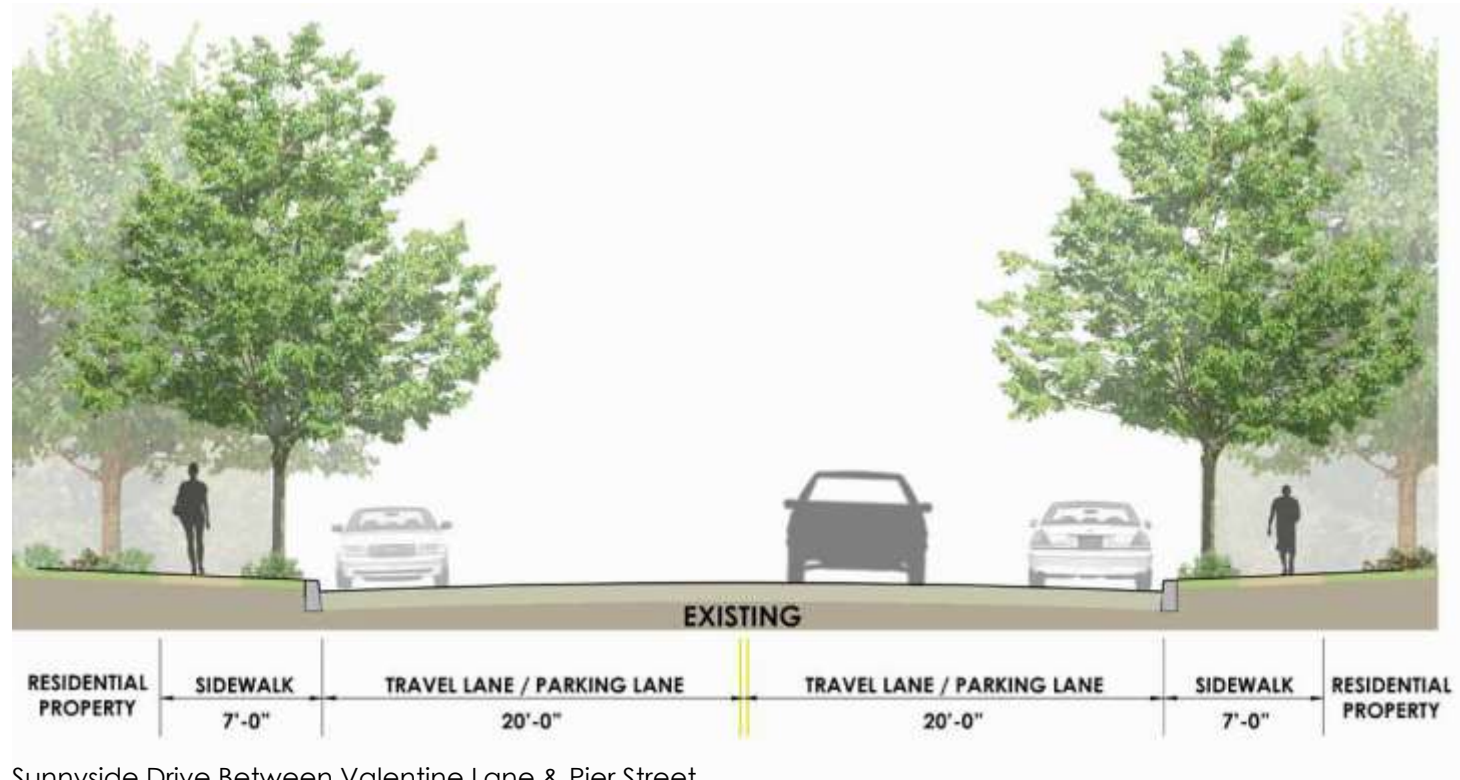 EXISTING
RESIDENTIAL PROPERTY
SIDEWALK
7'-0"
TRAVEL LANE / PARKING LANE
20'-0"
TRAVEL LANE / PARKING LANE
20'-0"
SIDEWALK
7'-0"
RESIDENTIAL PROPERTY
Sunnyside Drive Between Valentine Lane & Pier Street